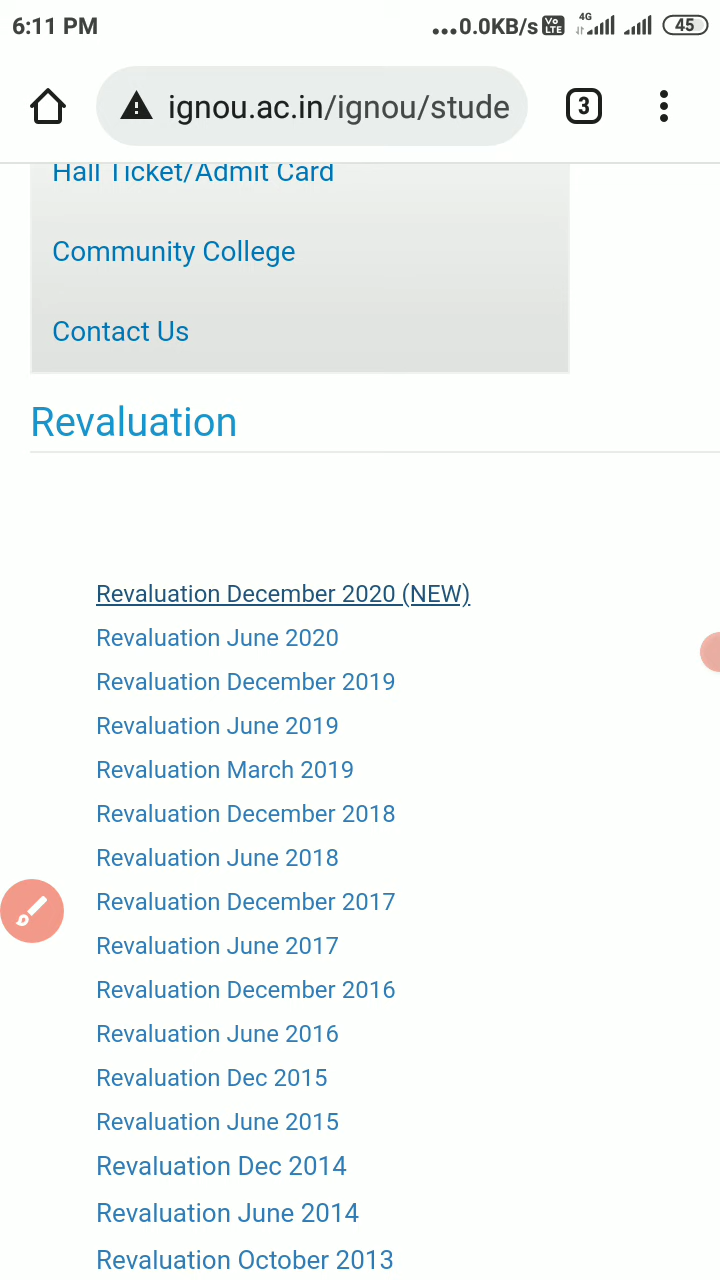 6:11 PM
...0.0KB/s Vo LTE 4G 45
ignou.ac.in/ignou/stude
3
Hall Ticket/Admit Card
Community College
Contact Us
Revaluation
Revaluation December 2020 (NEW)
Revaluation June 2020
Revaluation December 2019
Revaluation June 2019
Revaluation March 2019
Revaluation December 2018
Revaluation June 2018
Revaluation December 2017
Revaluation June 2017
Revaluation December 2016
Revaluation June 2016
Revaluation Dec 2015
Revaluation June 2015
Revaluation Dec 2014
Revaluation June 2014
Revaluation October 2013